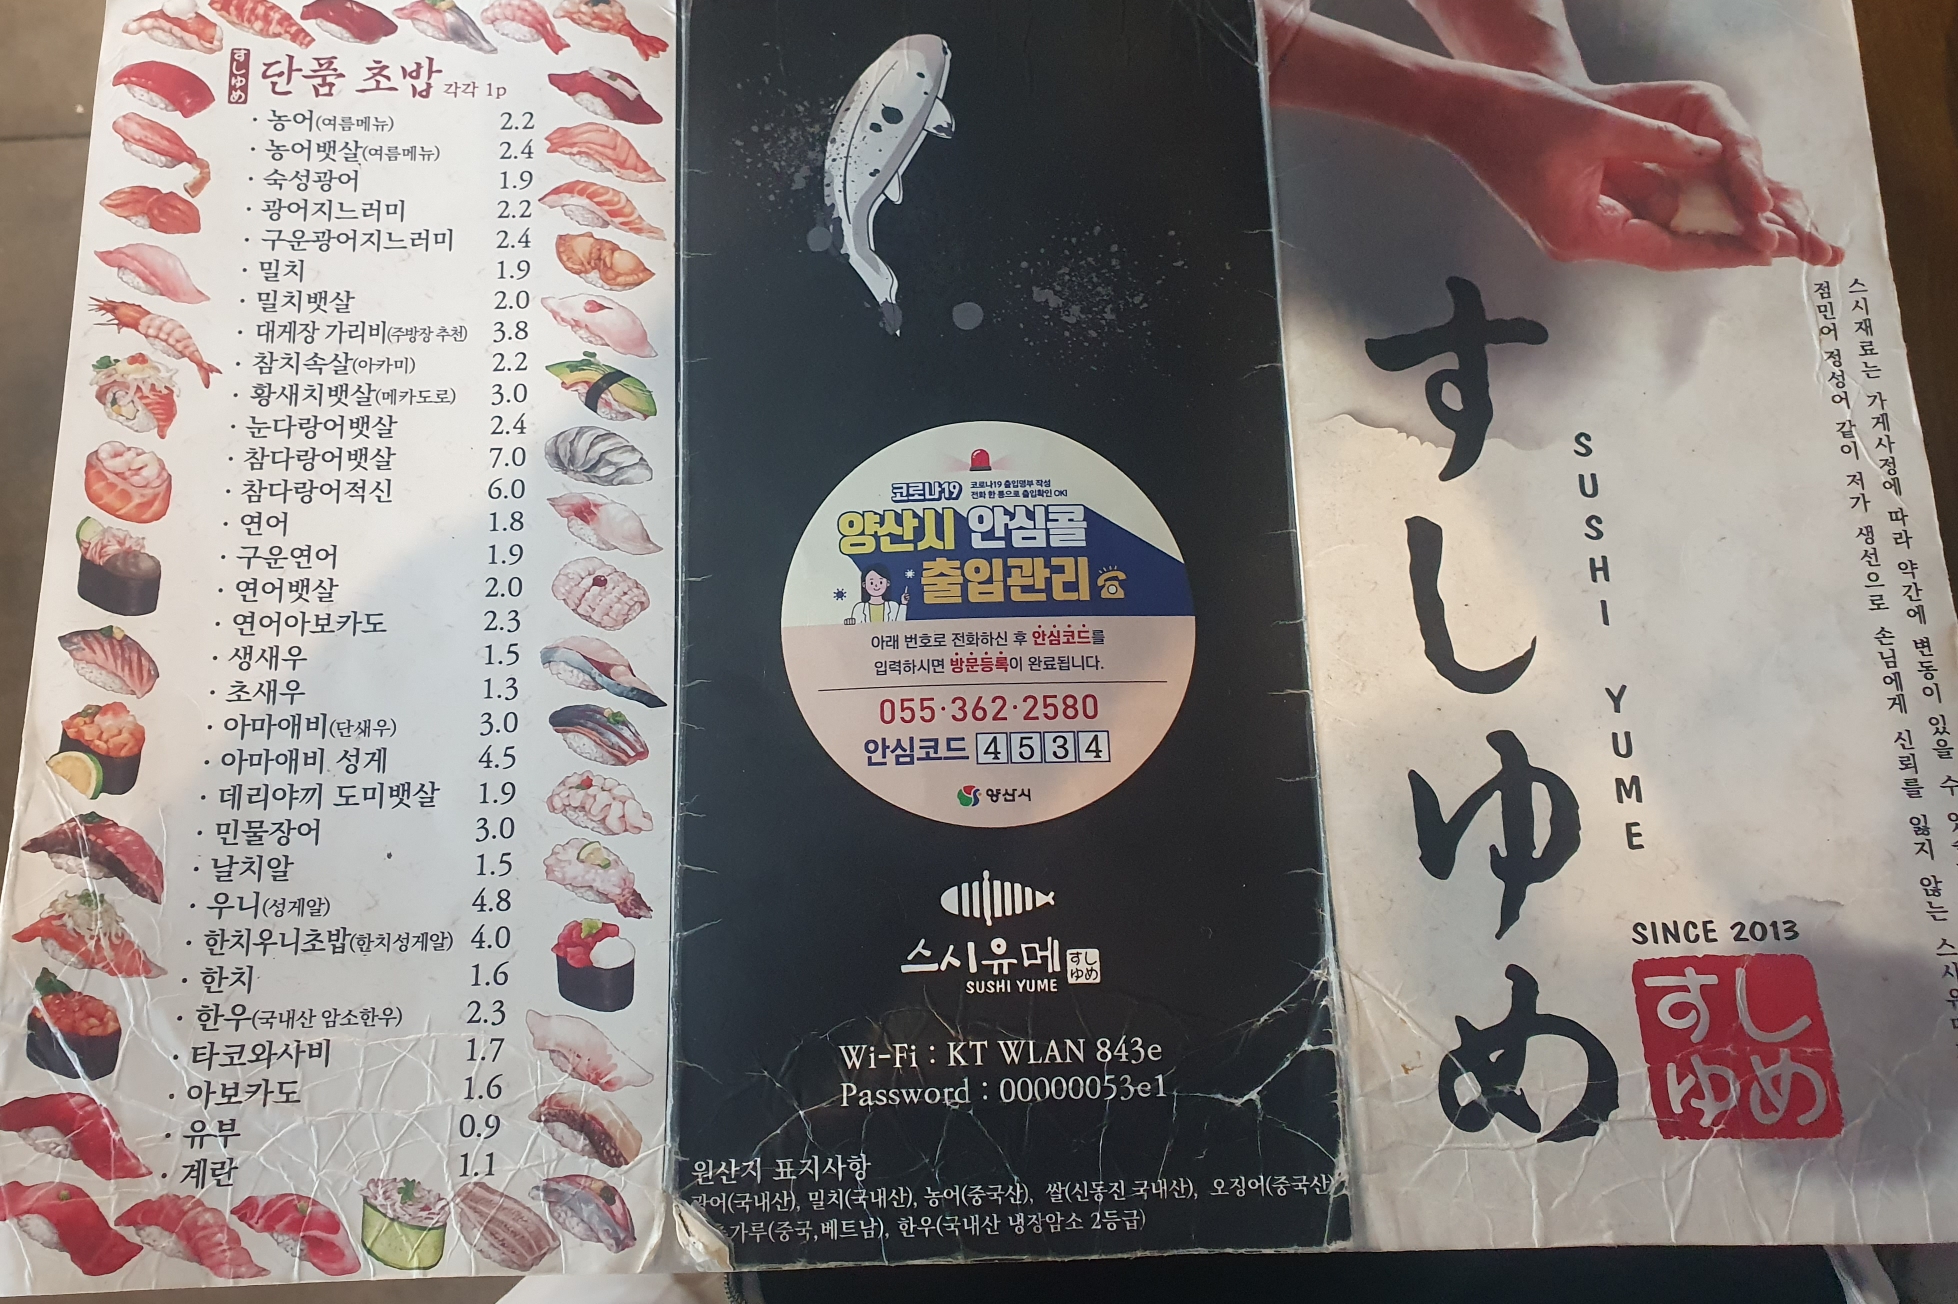 すしゆめ
단품 초밥 각각 1p
· 농어(여름메뉴) 2.2
· 농어뱃살(여름메뉴) 2.4
· 숙성광어 1.9
· 광어지느러미 2.2
· 구운광어지느러미 2.4
· 밀치 1.9
· 밀치뱃살 2.0
· 대게장 가리비(주방장 추천) 3.8
· 참치속살(아카미) 2.2
· 황새치뱃살(메카도로) 3.0
· 눈다랑어뱃살 2.4
· 참다랑어뱃살 7.0
· 참다랑어적신 6.0
· 연어 1.8
· 구운연어 1.9
· 연어뱃살 2.0
· 연어아보카도 2.3
· 생새우 1.5
· 초새우 1.3
· 아마애비(단새우) 3.0
· 아마애비 성게 4.5
· 데리야끼 도미뱃살 1.9
· 민물장어 3.0
· 날치알 1.5
· 우니(성게알) 4.8
· 한치우니초밥(한치성게알) 4.0
· 한치 1.6
· 한우(국내산 암소한우) 2.3
· 타코와사비 1.7
· 아보카도 1.6
· 유부 0.9
· 계란 1.1
코로나19 코로나19 출입명부 작성
전화 한 통으로 출입확인 OK!
양산시 안심콜
출입관리
아래 번호로 전화하신 후 안심코드를
입력하시면 방문등록이 완료됩니다.
055·362·2580
안심코드 4534
양산시
스시유메 すしゆめ
SUSHI YUME
Wi-Fi : KT WLAN 843e
Password : 00000053e1
원산지 표지사항
광어(국내산), 밀치(국내산), 농어(중국산), 쌀(신동진 국내산), 오징어(중국산)
가루(중국,베트남), 한우(국내산 냉장암소 2등급)
스시재료는 가게사정에 따라 약간에 변동이 있을 수
점민어 정성어 같이 저가 생선으로 손님에게 신뢰를 잃지 않는
すしゆめ
SUSHI YUME
SINCE 2013
すし
ゆめ